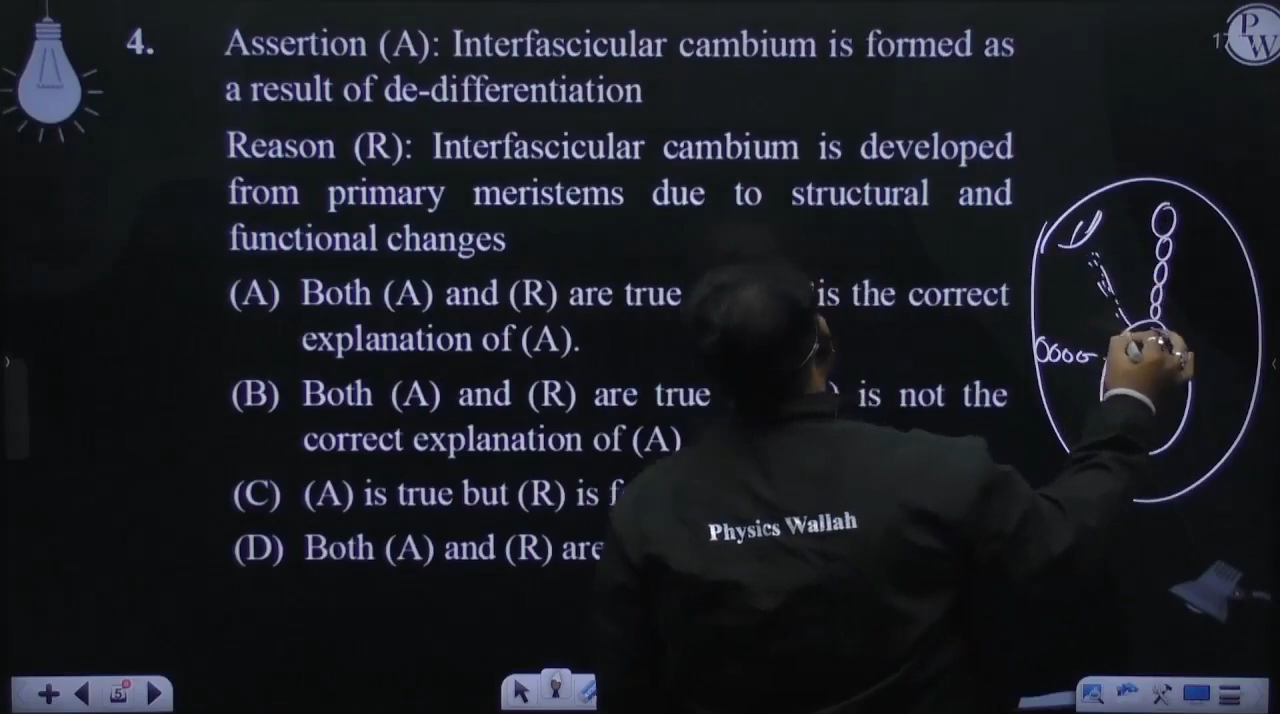 4. Assertion (A): Interfascicular cambium is formed as
a result of de-differentiation
Reason (R): Interfascicular cambium is developed
from primary meristems due to structural and
functional changes
(A) Both (A) and (R) are true is the correct
explanation of (A).
(B) Both (A) and (R) are true is not the
correct explanation of (A)
(C) (A) is true but (R) is
(D) Both (A) and (R) are
Physics Wallah
P
W
5